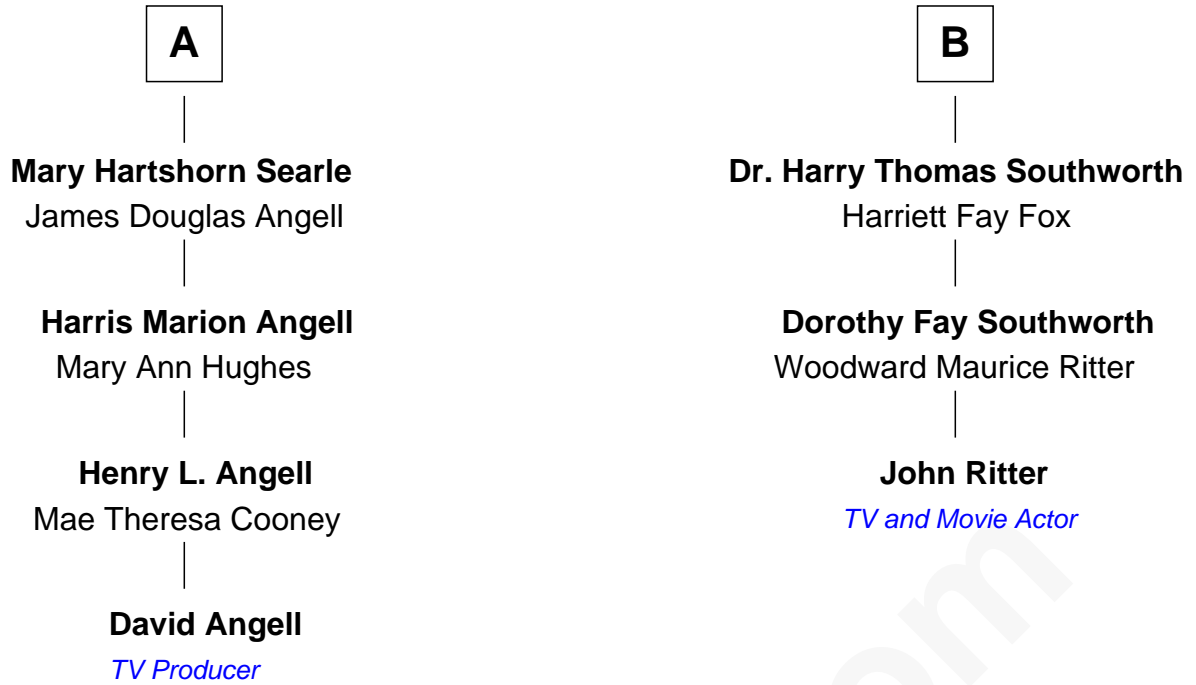 A
Mary Hartshorn Searle
James Douglas Angell
Harris Marion Angell
Mary Ann Hughes
Henry L. Angell
Mae Theresa Cooney
David Angell
TV Producer
B
Dr. Harry Thomas Southworth
Harriett Fay Fox
Dorothy Fay Southworth
Woodward Maurice Ritter
John Ritter
TV and Movie Actor
om